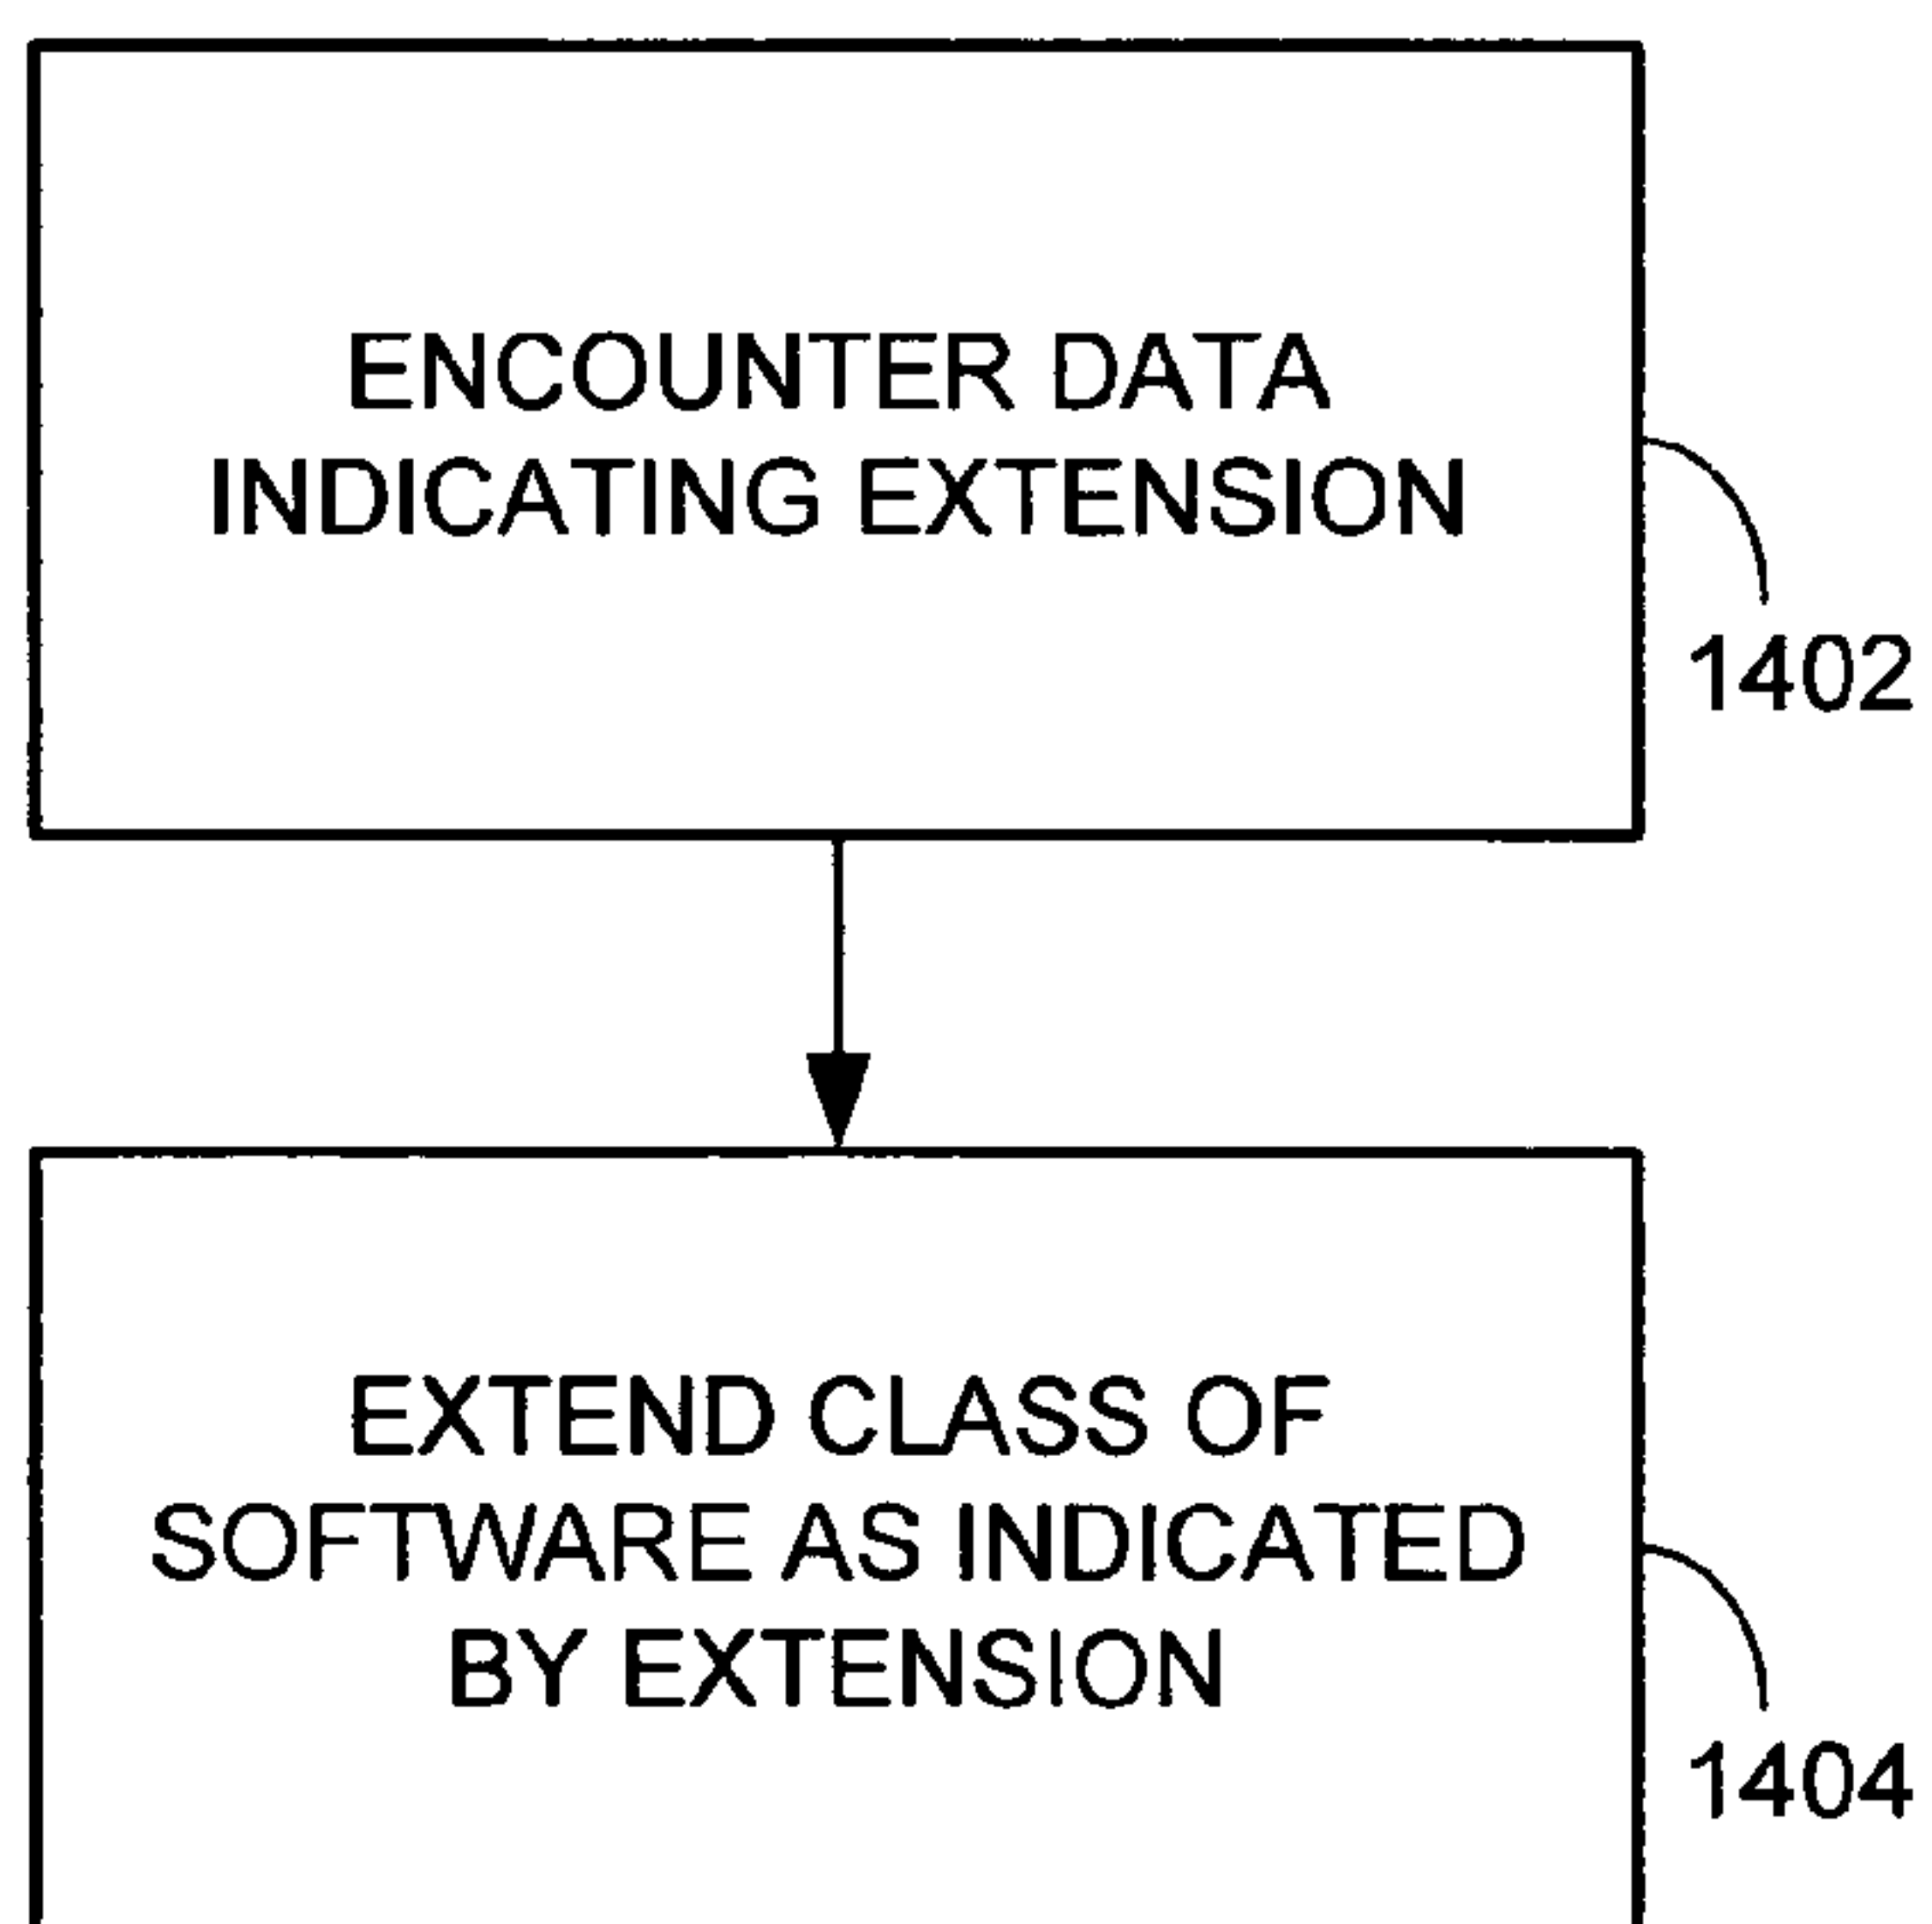 ENCOUNTER DATA
INDICATING EXTENSION
1402
EXTEND CLASS OF
SOFTWARE AS INDICATED
BY EXTENSION
1404